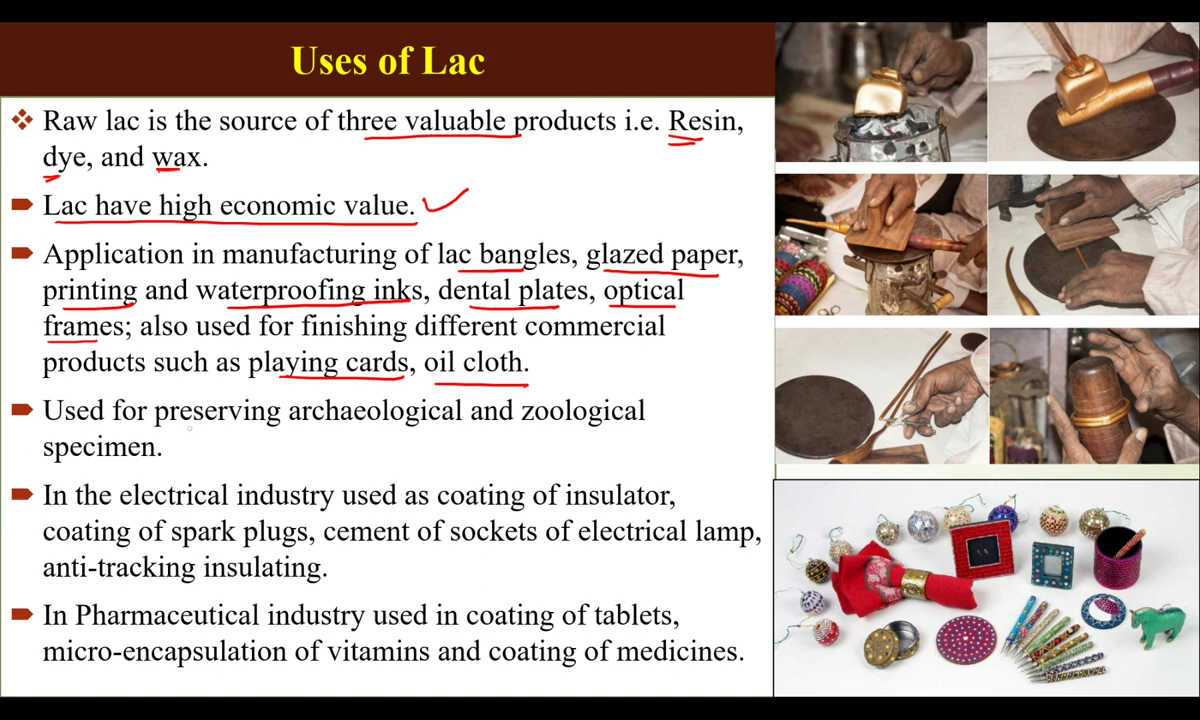 Uses of Lac
❖ Raw lac is the source of three valuable products i.e. Resin,
dye, and wax.
Lac have high economic value.
Application in manufacturing of lac bangles, glazed paper,
printing and waterproofing inks, dental plates, optical
frames; also used for finishing different commercial
products such as playing cards, oil cloth.
Used for preserving archaeological and zoological
specimen.
In the electrical industry used as coating of insulator,
coating of spark plugs, cement of sockets of electrical lamp,
anti-tracking insulating.
In Pharmaceutical industry used in coating of tablets,
micro-encapsulation of vitamins and coating of medicines.